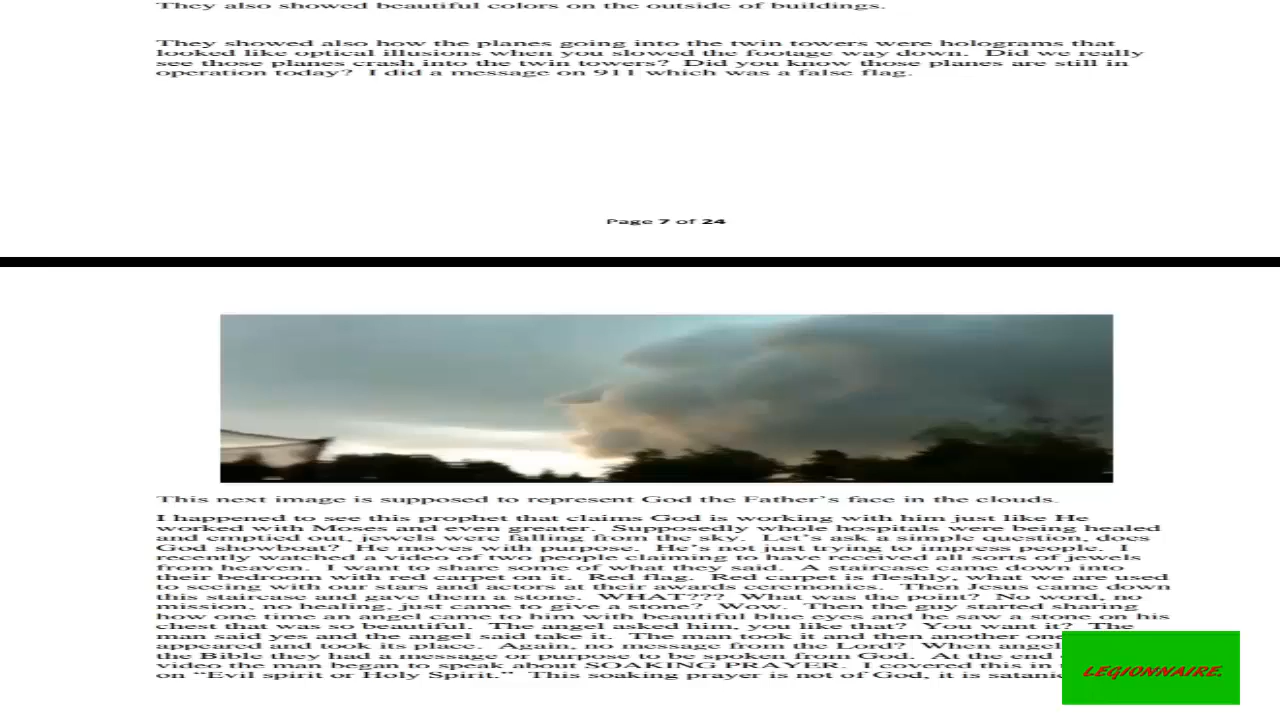 They also showed beautiful colors on the outside of buildings.
They showed also how the planes going into the twin towers were holograms that
looked like optical illusions when you slowed the footage way down. Did we really
see those planes crash into the twin towers? Did you know those planes are still in
operation today? I did a message on 911 which was a false flag.
Page 7 of 24
This next image is supposed to represent God the Father's face in the clouds.
I happened to see this prophet that claims God is working with him just like He
worked with Moses and even greater. Supposedly whole hospitals were being healed
and emptied out, jewels were falling from the sky. Let's ask a simple question, does
God showboat? He moves with purpose. He's not just trying to impress people. I
recently watched a video of two people claiming to have received all sorts of jewels
from heaven. I want to share some of what they said. A staircase came down into
their bedroom with red carpet on it. Red flag. Red carpet is fleshly, what we are used
to seeing with our stars and actors at their awards ceremonies. Then Jesus came down
this staircase and gave them a stone. WHAT??? What was the point? No word, no
mission, no healing, just came to give a stone? Wow. Then the guy started sharing
how one time an angel came to him with beautiful blue eyes and he saw a stone on his
chest that was so beautiful. The angel asked him, you like that? You want it? The
man said yes and the angel said take it. The man took it and then another one
appeared and took its place. Again, no message from the Lord? When angel
the Bible they had a message or purpose to be spoken from God. At the end
video the man began to speak about SOAKING PRAYER. I covered this in
on "Evil spirit or Holy Spirit." This soaking prayer is not of God, it is satanic
LEGIONNAIRE.